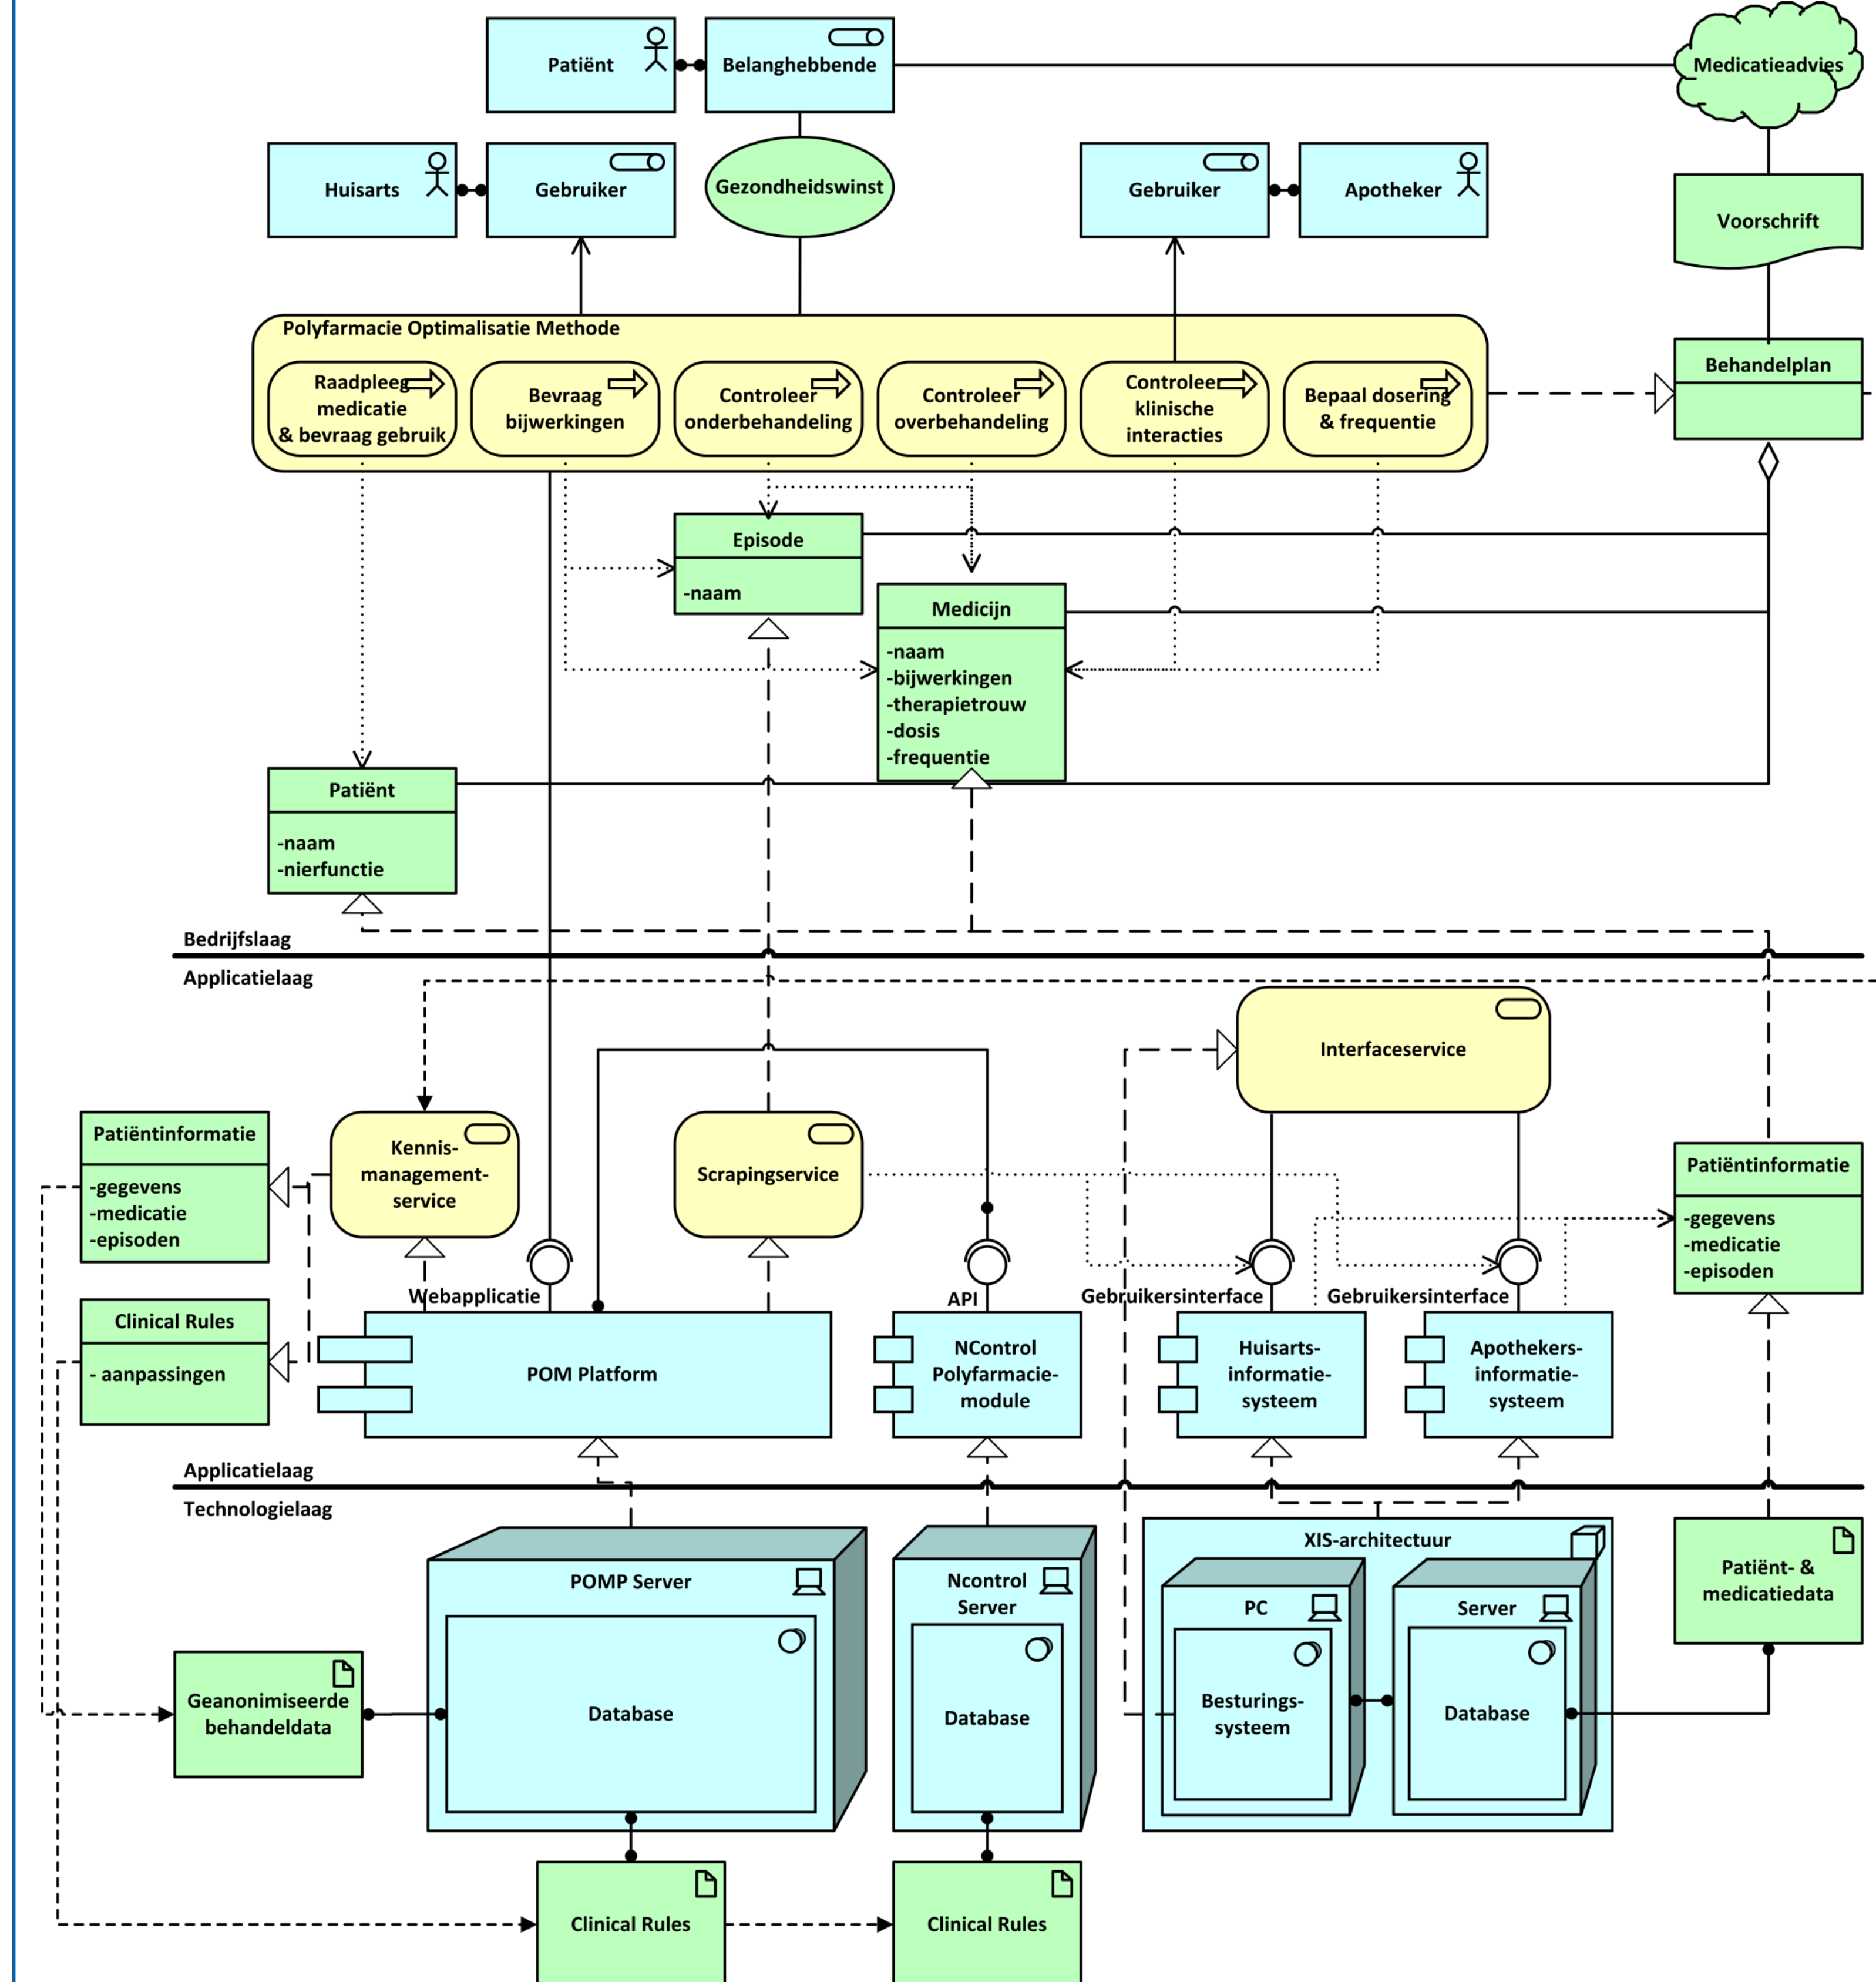 Patiënt
Belanghebbende
Medicatieadvies
Huisarts
Gebruiker
Gezondheidswinst
Gebruiker
Apotheker
Voorschrift
Polyfarmacie Optimalisatie Methode
Raadpleeg
medicatie
& bevraag gebruik
Bevraag
bijwerkingen
Controleer
onderbehandeling
Controleer
overbehandeling
Controleer
klinische
interacties
Bepaal dosering
& frequentie
Behandelplan
Episode
-naam
Medicijn
-naam
-bijwerkingen
-therapietrouw
-dosis
-frequentie
Patiënt
-naam
-nierfunctie
Bedrijfslaag
Applicatielaag
Interfaceservice
Patiëntinformatie
-gegevens
-medicatie
-episoden
Kennis-
management-
service
Scrapingservice
Patiëntinformatie
-gegevens
-medicatie
-episoden
Clinical Rules
- aanpassingen
Webapplicatie
API
Gebruikersinterface
Gebruikersinterface
POM Platform
NControl
Polyfarmacie-
module
Huisarts-
informatie-
systeem
Apothekers-
informatie-
systeem
Applicatielaag
Technologielaag
POMP Server
Database
Ncontrol
Server
Database
XIS-architectuur
PC
Besturings-
systeem
Server
Database
Patiënt- &
medicatiedata
Geanonimiseerde
behandeldata
Clinical Rules
Clinical Rules